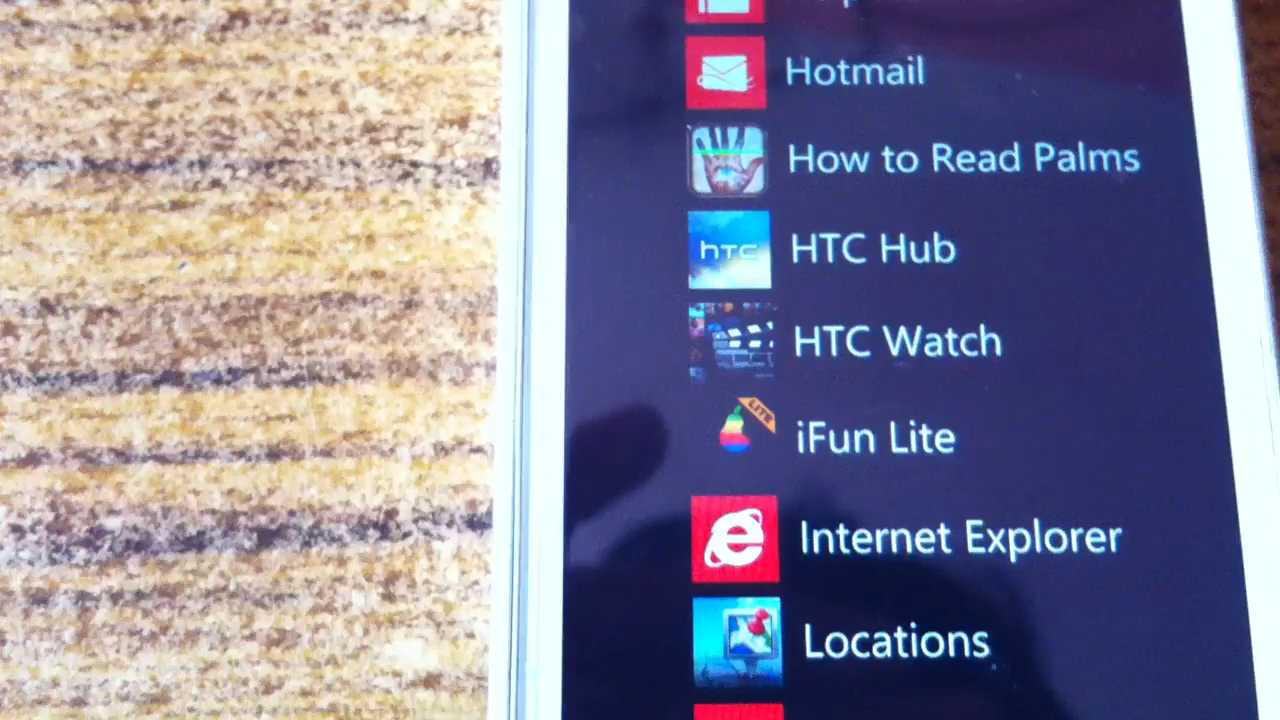 Hotmail
How to Read Palms
hTC
HTC Hub
HTC Watch
LITE
iFun Lite
Internet Explorer
Locations